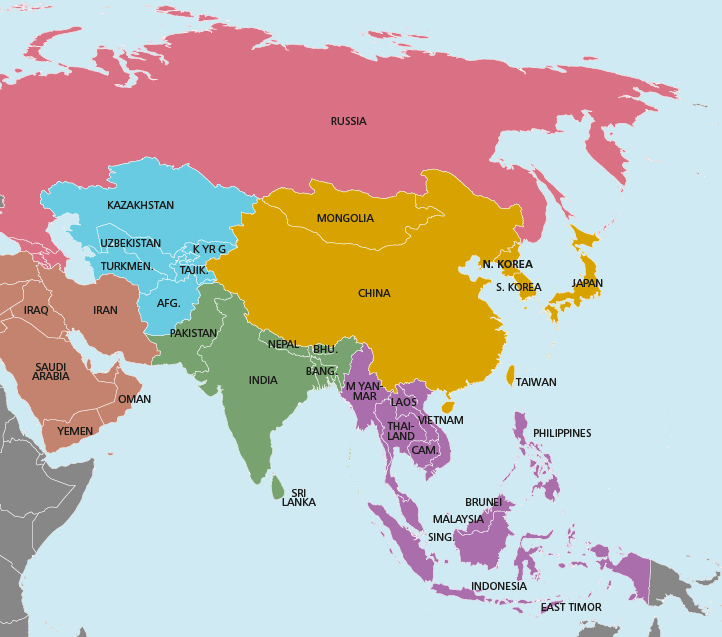 RUSSIA
KAZAKHSTAN
MONGOLIA
UZBEKISTAN
K YR G.
TURKMEN.
TAJIK.
N. KOREA
S. KOREA
JAPAN
CHINA
AFG.
IRAN
IRAQ
PAKISTAN
NEPAL
BHU.
BANG.
INDIA
SAUDI
ARABIA
OMAN
YEMEN
M YAN-
MAR
LAOS
TAIWAN
VIETNAM
THAI-
LAND
CAM.
PHILIPPINES
SRI
LANKA
BRUNEI
MALAYSIA
SING.
INDONESIA
EAST TIMOR